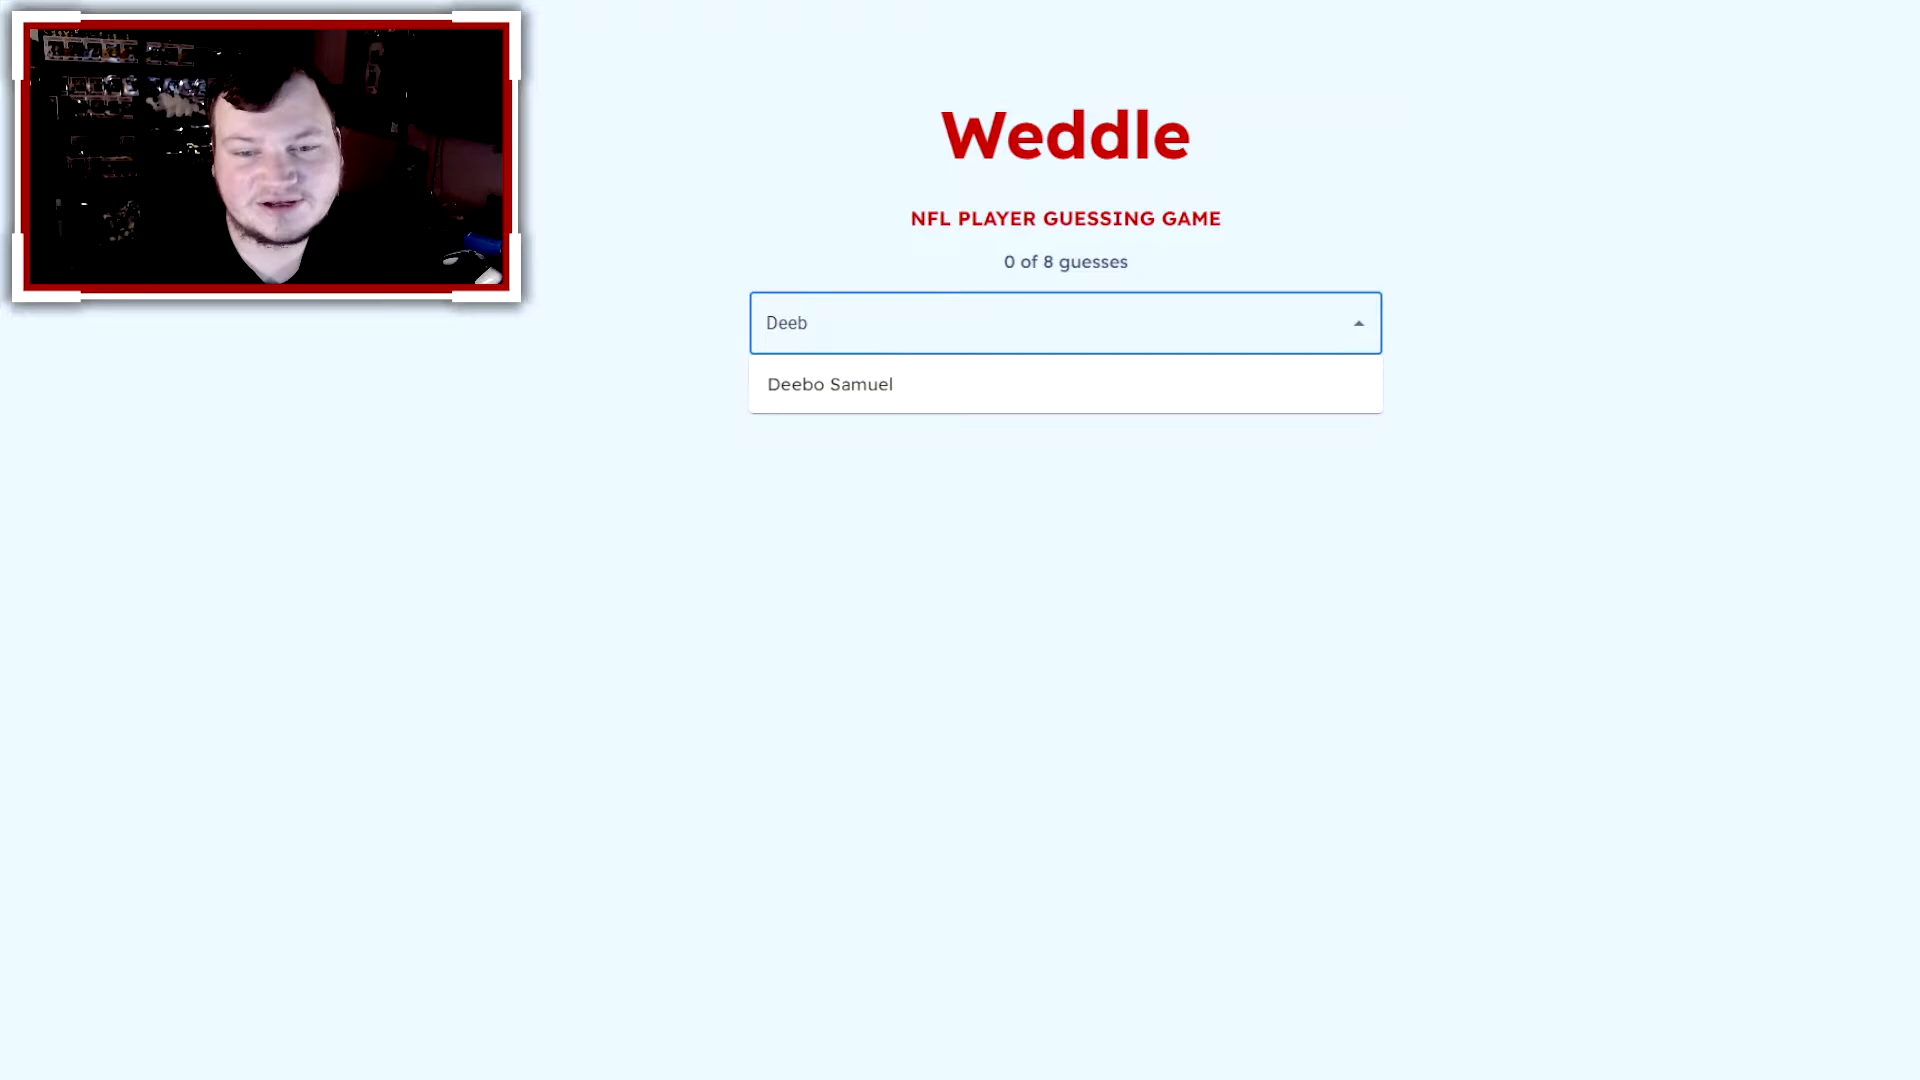 Weddle
NFL PLAYER GUESSING GAME
0 of 8 guesses
Deeb
Deebo Samuel